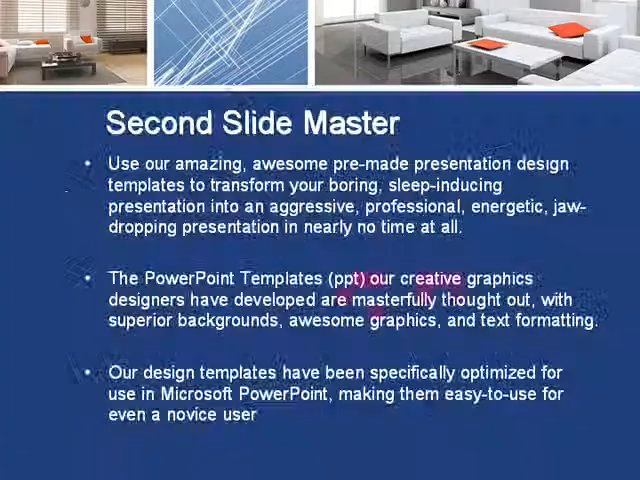 Second Slide Master
• Use our amazing, awesome pre-made presentation design
templates to transform your boring, sleep-inducing
presentation into an aggressive, professional, energetic, jaw-
dropping presentation in nearly no time at all.
• The PowerPoint Templates (ppt) our creative graphics
designers have developed are masterfully thought out, with
superior backgrounds, awesome graphics, and text formatting.
• Our design templates have been specifically optimized for
use in Microsoft PowerPoint, making them easy-to-use for
even a novice user